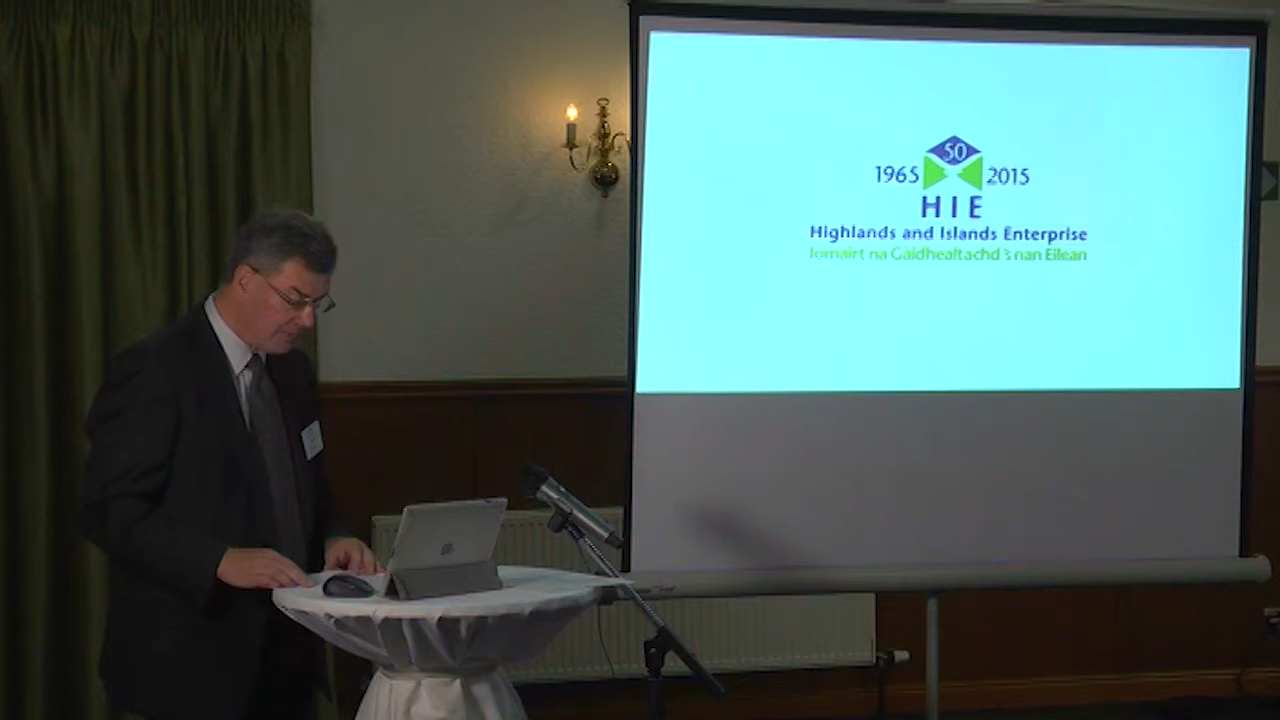 50
1965 2015
HIE
Highlands and Islands Enterprise
Iomairt na Gàidhealtachd 's nan Eilean